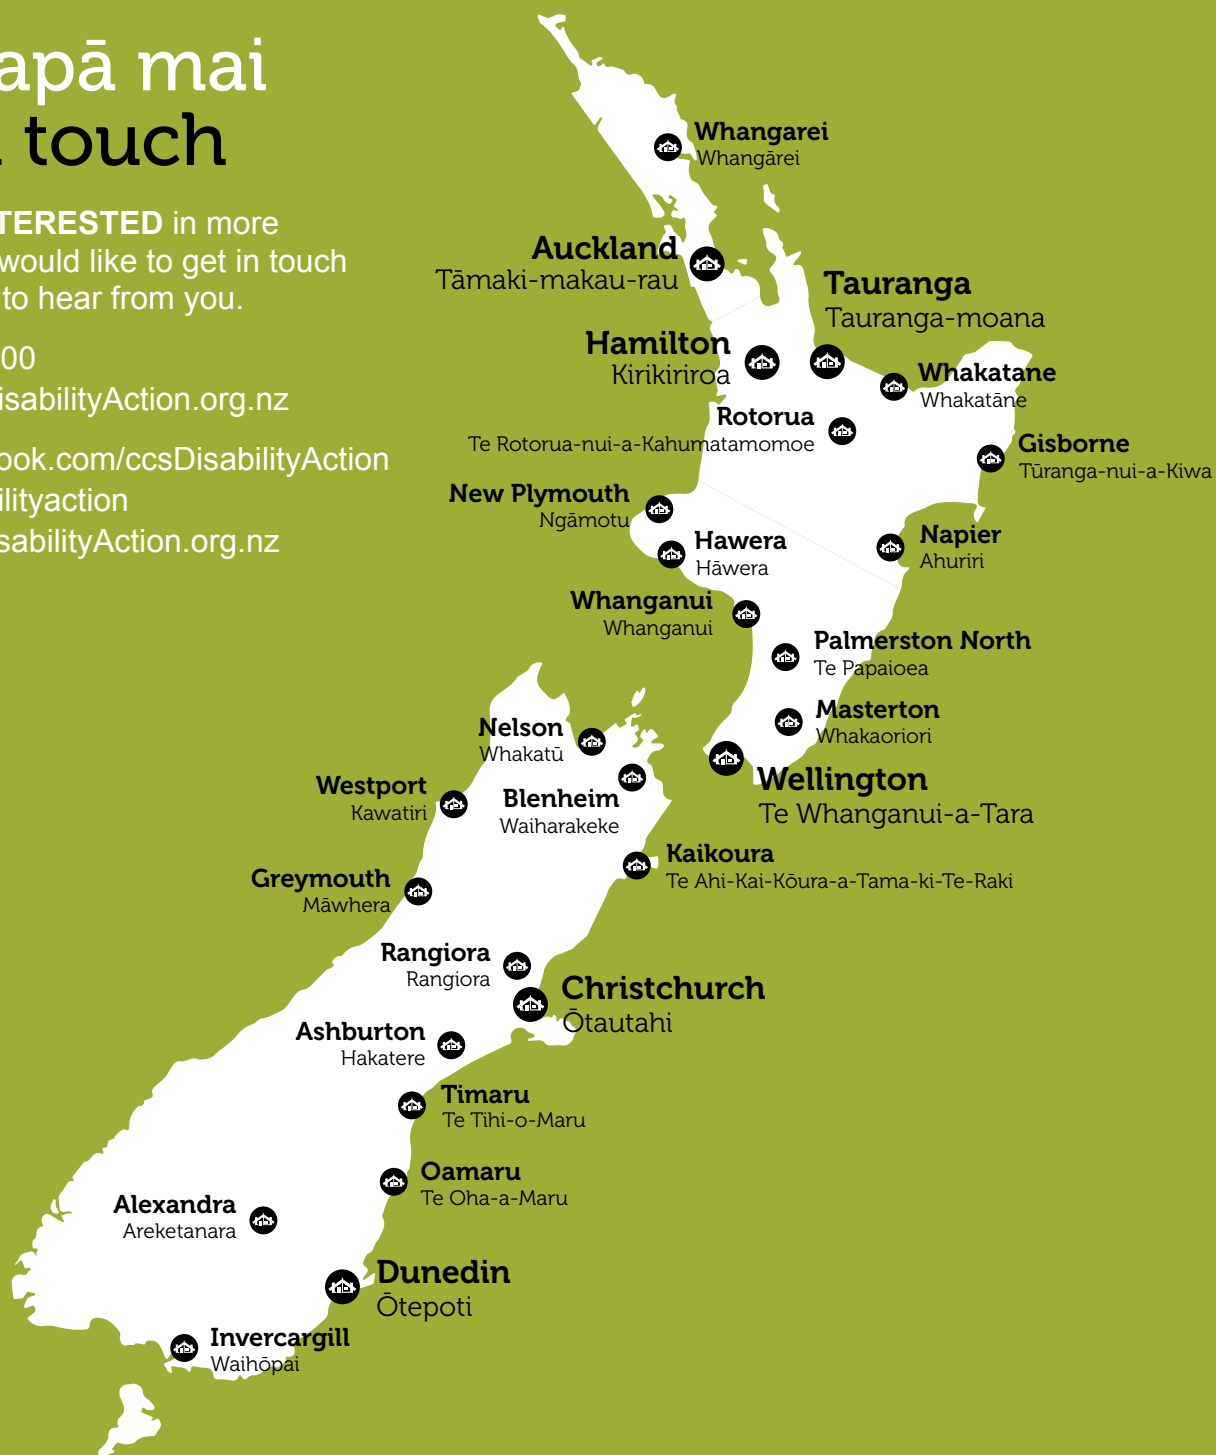 apā mai
touch
TERESTED in more
would like to get in touch
to hear from you.
00
isabilityAction.org.nz
ook.com/ccsDisabilityAction
ilityaction
sabilityAction.org.nz
Whangarei
Whangārei
Auckland
Tāmaki-makau-rau
Tauranga
Tauranga-moana
Hamilton
Kirikiriroa
Whakatane
Whakatāne
Rotorua
Te Rotorua-nui-a-Kahumatamomoe
Gisborne
Tūranga-nui-a-Kiwa
New Plymouth
Ngāmotu
Hawera
Hāwera
Napier
Ahuriri
Whanganui
Whanganui
Palmerston North
Te Papaioea
Masterton
Whakaoriori
Nelson
Whakatū
Wellington
Te Whanganui-a-Tara
Westport
Kawatiri
Blenheim
Waiharakeke
Kaikoura
Te Ahi-Kai-Kōura-a-Tama-ki-Te-Raki
Greymouth
Māwhera
Rangiora
Rangiora
Christchurch
Ōtautahi
Ashburton
Hakatere
Timaru
Te Tihi-o-Maru
Oamaru
Te Oha-a-Maru
Alexandra
Areketanara
Dunedin
Ōtepoti
Invercargill
Waihōpai